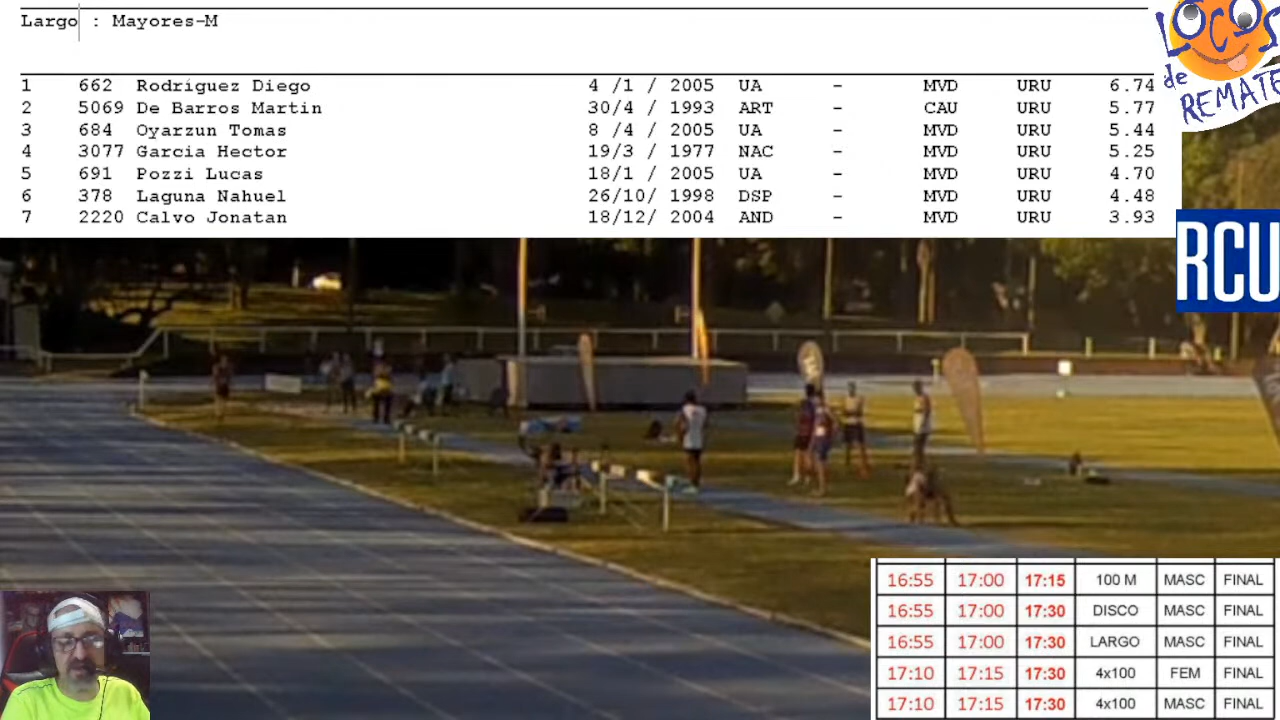 Largo : Mayores-M
LOCOS
de
REMATE
1 662 Rodriguez Diego 4 /1 / 2005 UA - MVD URU 6.74
2 5069 De Barros Martin 30/4 / 1993 ART - CAU URU 5.77
3 684 Oyarzun Tomas 8 /4 / 2005 UA - MVD URU 5.44
4 3077 Garcia Hector 19/3 / 1977 NAC - MVD URU 5.25
5 691 Pozzi Lucas 18/1 / 2005 UA - MVD URU 4.70
6 378 Laguna Nahuel 26/10/ 1998 DSP - MVD URU 4.48
7 2220 Calvo Jonatan 18/12/ 2004 AND - MVD URU 3.93
RCU
16:55 17:00 17:15 100 M MASC FINAL
16:55 17:00 17:30 DISCO MASC FINAL
16:55 17:00 17:30 LARGO MASC FINAL
17:10 17:15 17:30 4x100 FEM FINAL
17:10 17:15 17:30 4x100 MASC FINAL